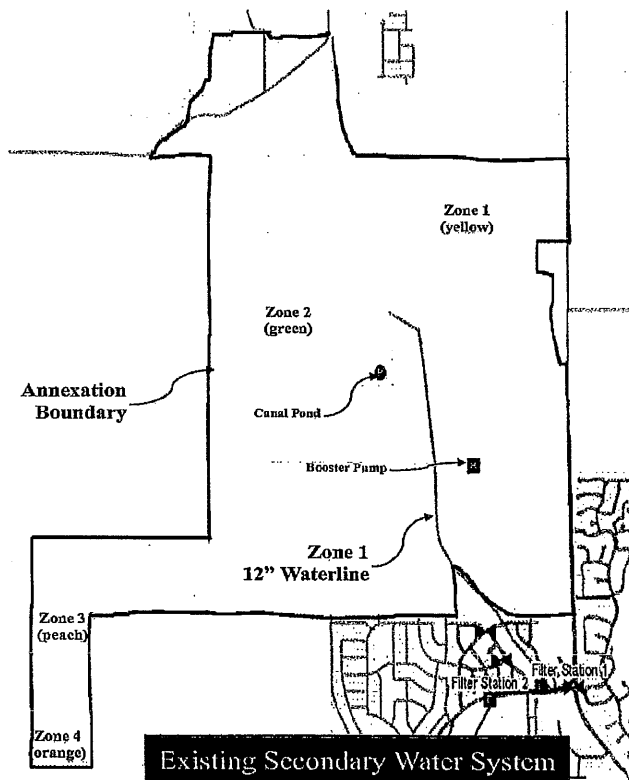 Zone 1
(yellow)
Zone 2
(green)
Annexation
Boundary
Canal Pond
Booster Pump
Zone 1
12” Waterline
Zone 3
(peach)
Filter Station 1
Filter Station 2
Zone 4
(orange)
Existing Secondary Water System